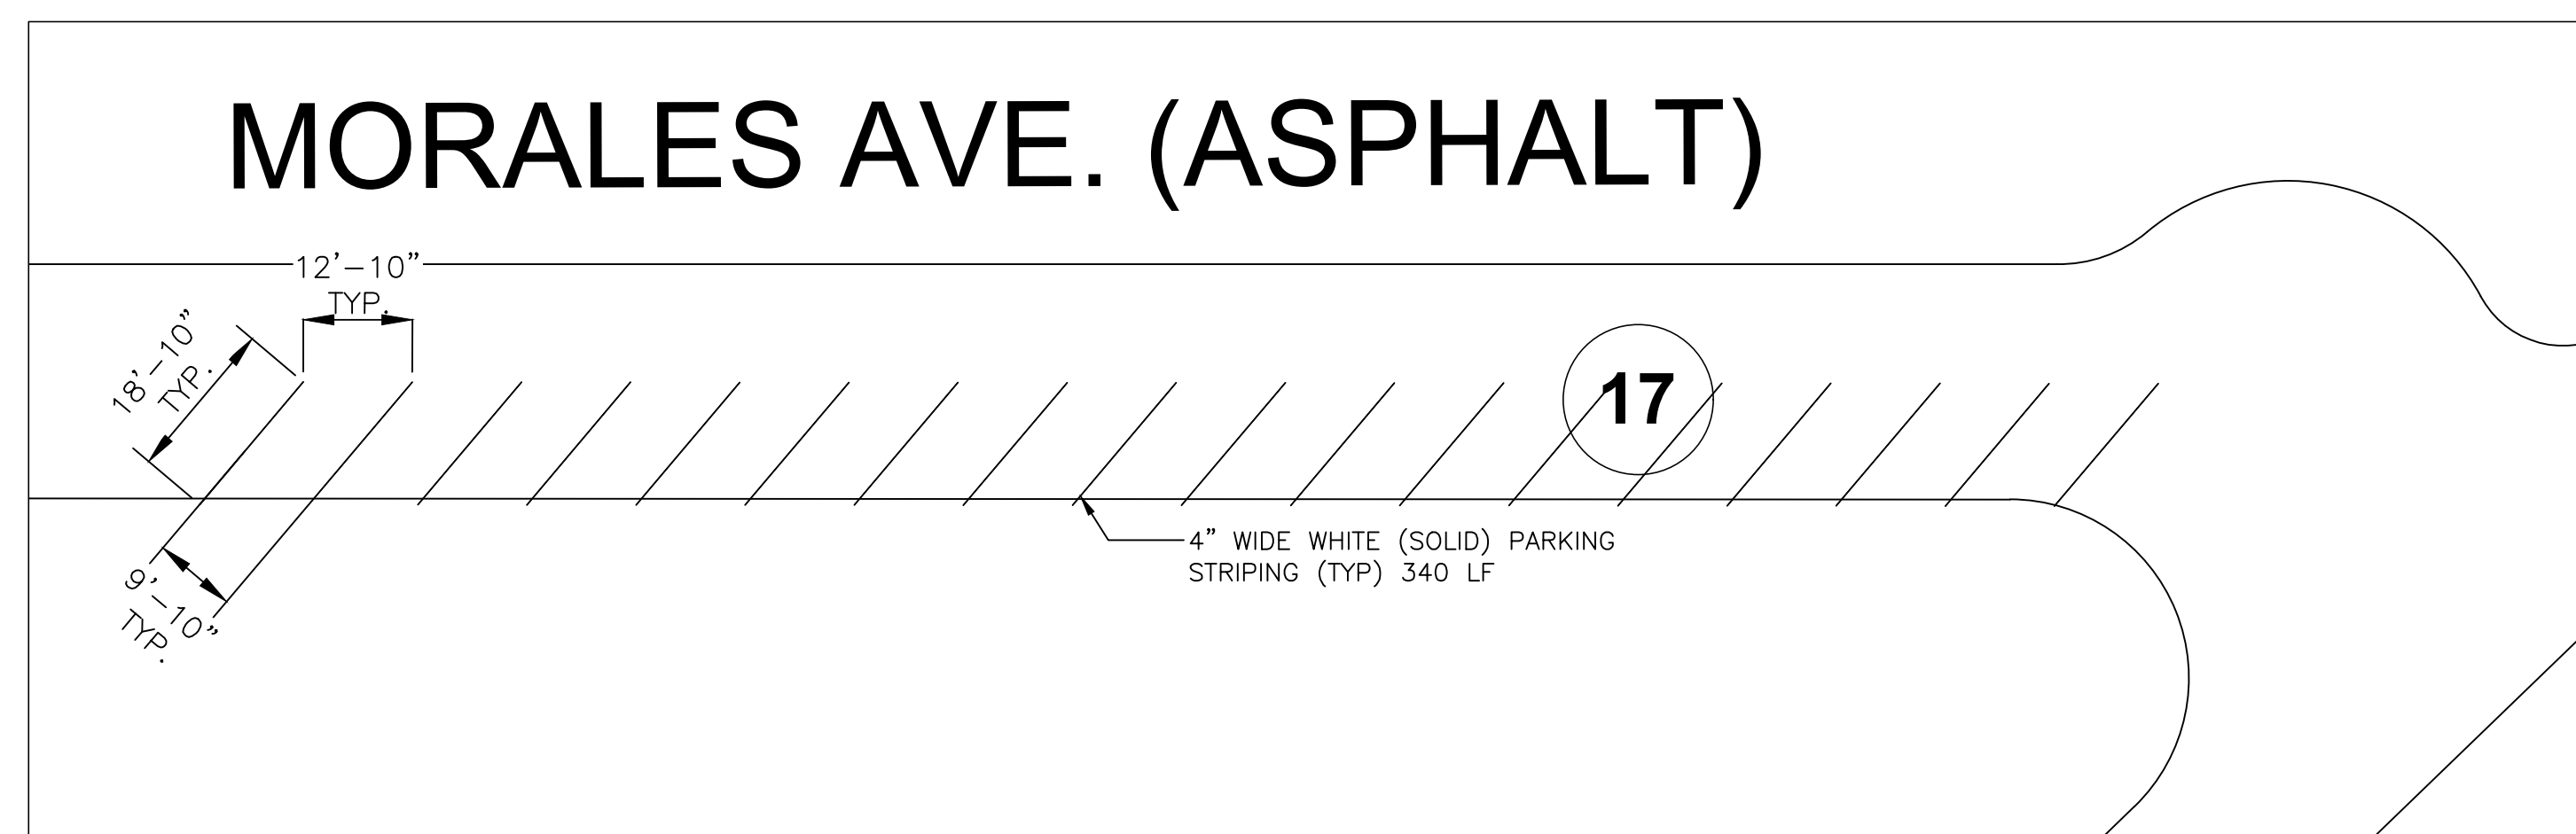 MORALES AVE. (ASPHALT)
12'-10"
TYP.
18'-10"
TYP.
17
4" WIDE WHITE (SOLID) PARKING
STRIPING (TYP) 340 LF
9'-10"
TYP.